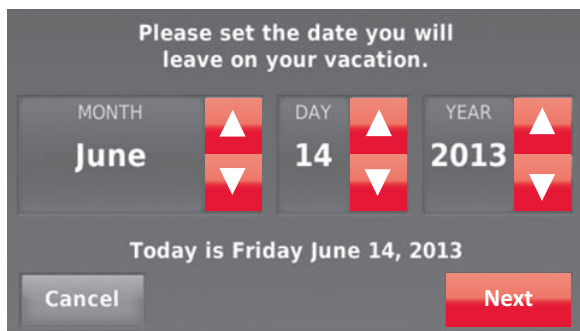 Please set the date you will
leave on your vacation.
MONTH DAY YEAR
June 14 2013
Today is Friday June 14, 2013
Cancel Next